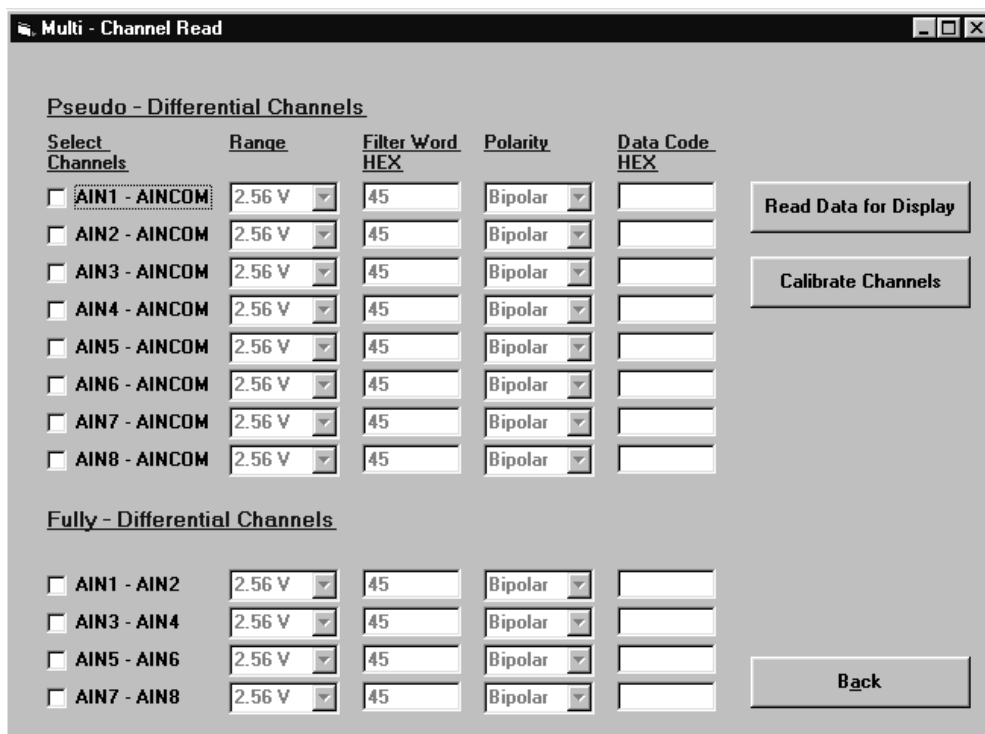 Multi - Channel Read
Pseudo - Differential Channels
Select Channels Range Filter Word HEX Polarity Data Code HEX
AIN1 - AINCOM 2.56 V 45 Bipolar
Read Data for Display
AIN2 - AINCOM 2.56 V 45 Bipolar
AIN3 - AINCOM 2.56 V 45 Bipolar
Calibrate Channels
AIN4 - AINCOM 2.56 V 45 Bipolar
AIN5 - AINCOM 2.56 V 45 Bipolar
AIN6 - AINCOM 2.56 V 45 Bipolar
AIN7 - AINCOM 2.56 V 45 Bipolar
AIN8 - AINCOM 2.56 V 45 Bipolar
Fully - Differential Channels
AIN1 - AIN2 2.56 V 45 Bipolar
AIN3 - AIN4 2.56 V 45 Bipolar
AIN5 - AIN6 2.56 V 45 Bipolar
Back
AIN7 - AIN8 2.56 V 45 Bipolar